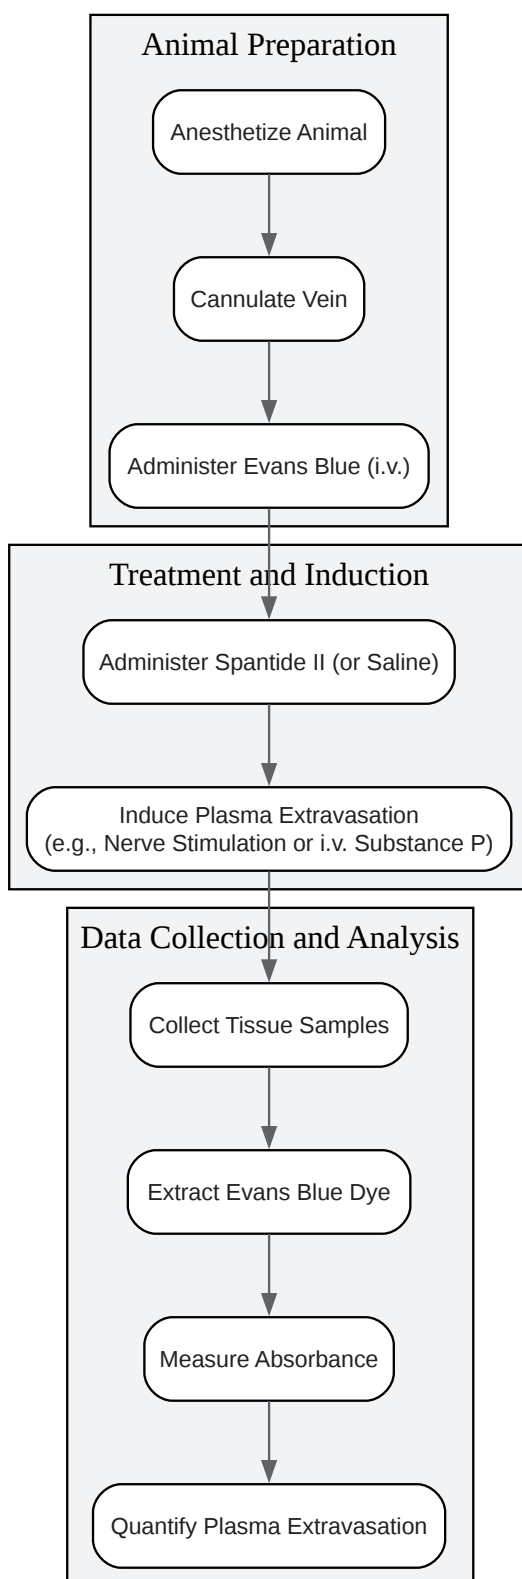 Animal Preparation
Anesthetize Animal
Cannulate Vein
Administer Evans Blue (i.v.)
Treatment and Induction
Administer Spantide II (or Saline)
Induce Plasma Extravasation
(e.g., Nerve Stimulation or i.v. Substance P)
Data Collection and Analysis
Collect Tissue Samples
Extract Evans Blue Dye
Measure Absorbance
Quantify Plasma Extravasation